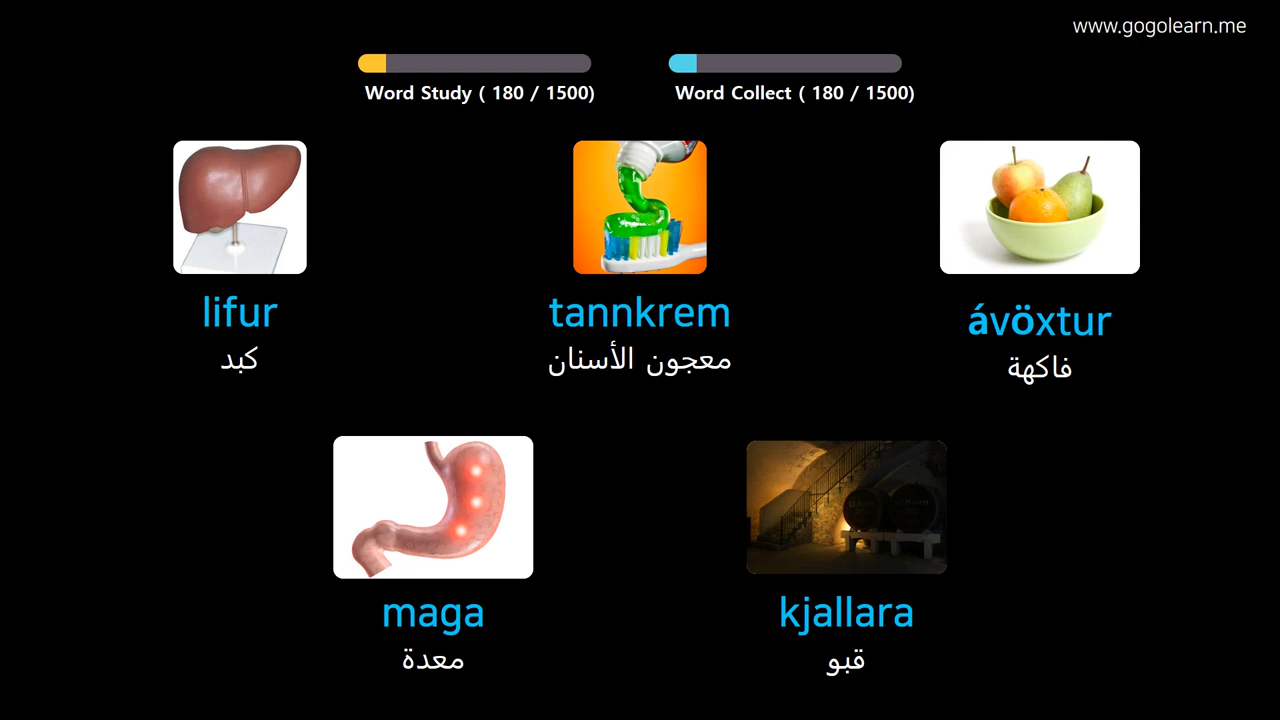 www.gogolearn.me
Word Study ( 180 / 1500)
Word Collect ( 180 / 1500)
lifur
كبد
tannkrem
معجون الأسنان
ávöxtur
فاكهة
maga
معدة
kjallara
قبو